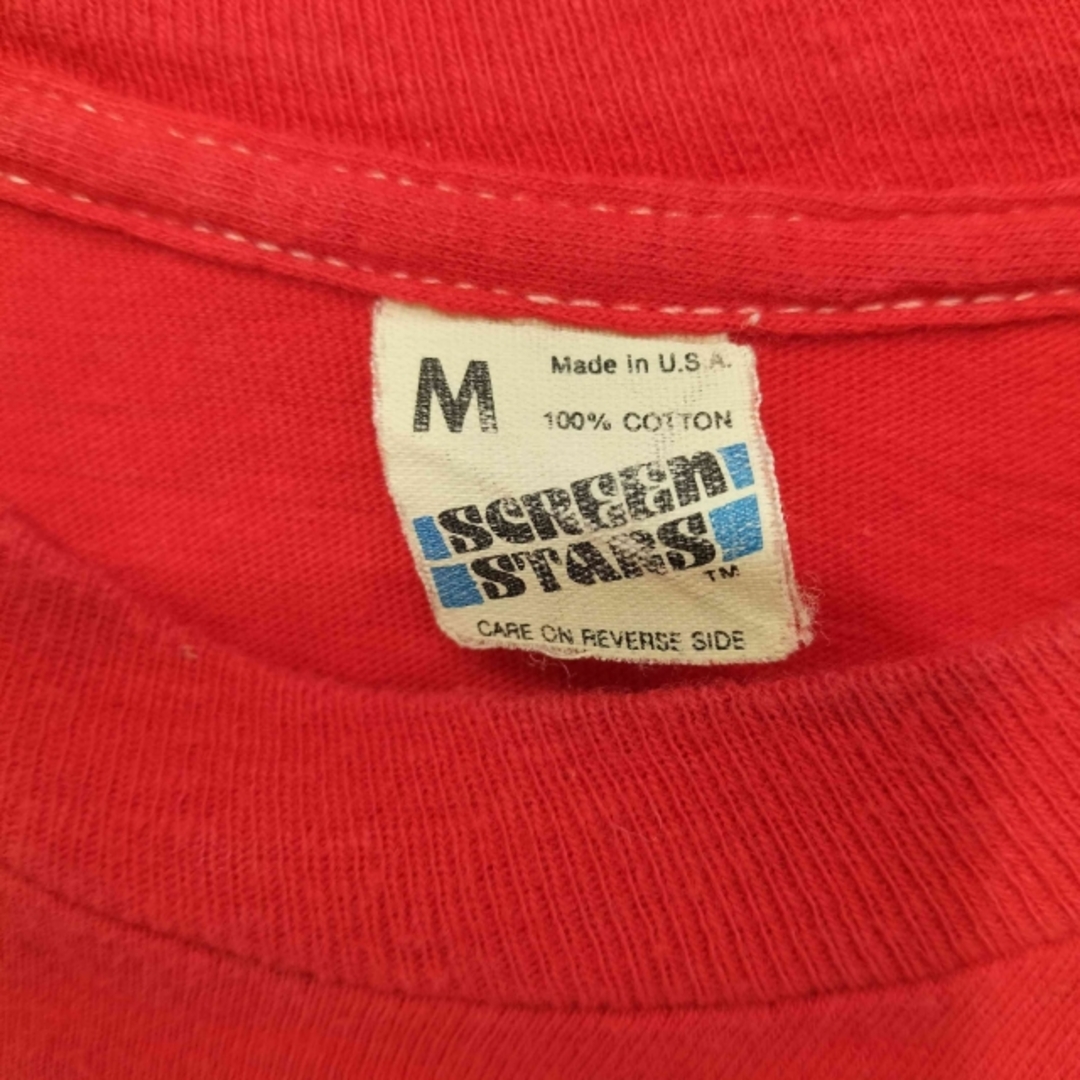 M
Made in U.S.A.
100% COTTON
SCREEN
STARS
TM
CARE ON REVERSE SIDE